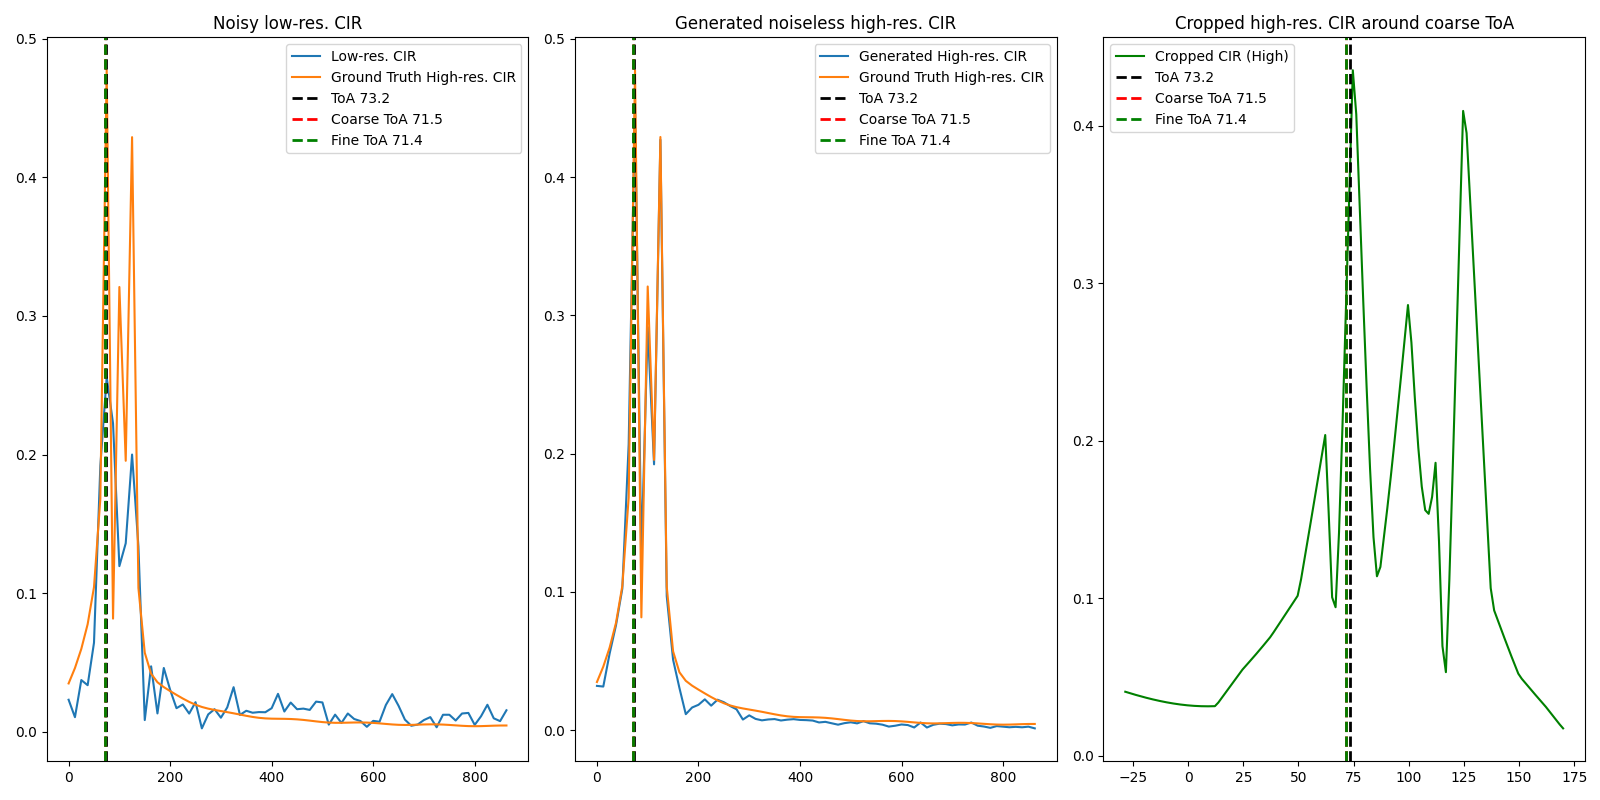 Noisy low-res. CIR
0.5
0.4
0.3
0.2
0.1
0.0
0
200
400
600
800
Low-res. CIR
Ground Truth High-res. CIR
ToA 73.2
Coarse ToA 71.5
Fine ToA 71.4
Generated noiseless high-res. CIR
0.5
0.4
0.3
0.2
0.1
0.0
0
200
400
600
800
Generated High-res. CIR
Ground Truth High-res. CIR
ToA 73.2
Coarse ToA 71.5
Fine ToA 71.4
Cropped high-res. CIR around coarse ToA
0.4
0.3
0.2
0.1
0.0
−25
0
25
50
75
100
125
150
175
Cropped CIR (High)
ToA 73.2
Coarse ToA 71.5
Fine ToA 71.4